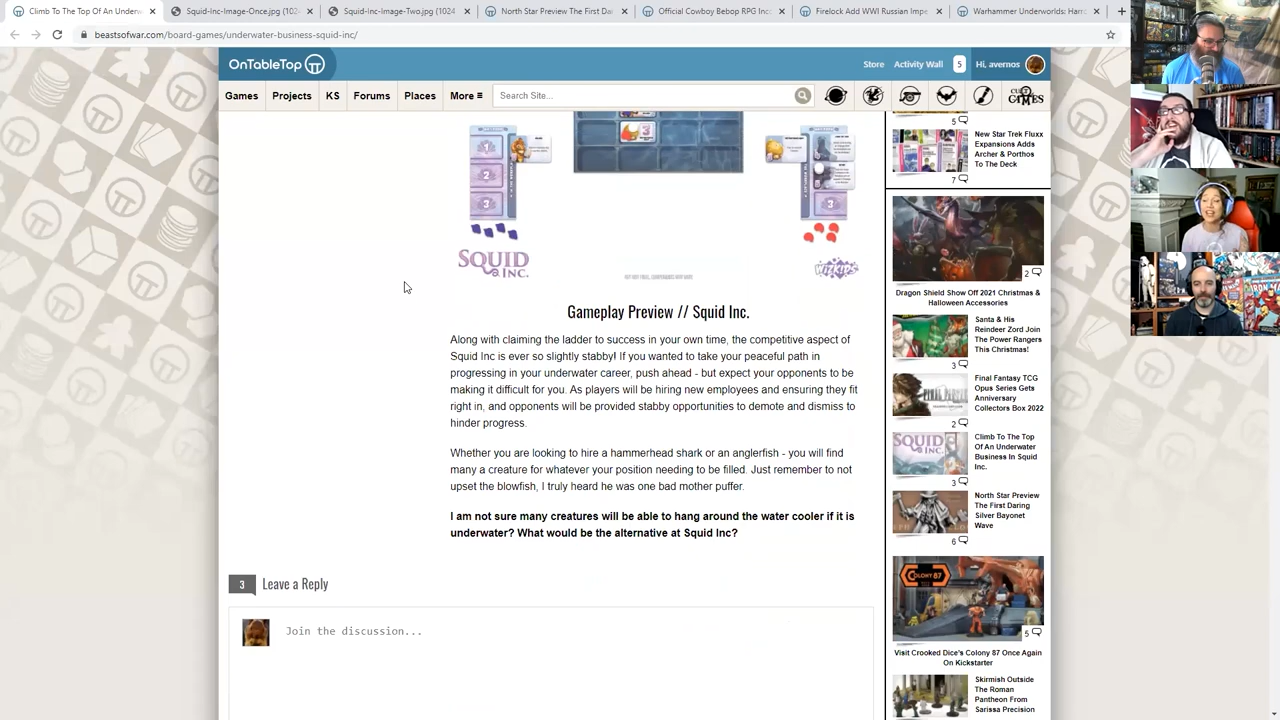 Climb To The Top Of An Underw
Squid-Inc-Image-Once.jpg (102
Squid-Inc-Image-Two.jpg (1024
North Star Preview The First Da
Official Cowboy Bebop RPG Inc
Firelock Add WWI Russian Impe
Warhammer Underworlds: Harr
beastsofwar.com/board-games/underwater-business-squid-inc/
OnTableTop
Store
Activity Wall
5
Hi, avernos
Games
Projects
KS
Forums
Places
More ≡
Search Site...
CULT OF GAMES
1
2
3
3
3
SQUID
INC.
WIZKIDS
Gameplay Preview // Squid Inc.
Along with claiming the ladder to success in your own time, the competitive aspect of
Squid Inc is ever so slightly stabby! If you wanted to take your peaceful path in
progressing in your underwater career, push ahead - but expect your opponents to be
making it difficult for you. As players will be hiring new employees and ensuring they fit
right in, and opponents will be provided stabby opportunities to demote and dismiss to
hinder progress.
Whether you are looking to hire a hammerhead shark or an anglerfish - you will find
many a creature for whatever your position needing to be filled. Just remember to not
upset the blowfish, I truly heard he was one bad mother puffer.
I am not sure many creatures will be able to hang around the water cooler if it is
underwater? What would be the alternative at Squid Inc?
3
Leave a Reply
Join the discussion...
5
New Star Trek Fluxx
Expansions Adds
Archer & Porthos
To The Deck
7
2
Dragon Shield Show Off 2021 Christmas &
Halloween Accessories
Santa & His
Reindeer Zord Join
The Power Rangers
This Christmas!
3
Final Fantasy TCG
Opus Series Gets
Anniversary
Collectors Box 2022
2
SQUID
INC.
Climb To The Top
Of An Underwater
Business In Squid
Inc.
3
North Star Preview
The First Daring
Silver Bayonet
Wave
6
COLONY 87
5
Visit Crooked Dice's Colony 87 Once Again
On Kickstarter
Skirmish Outside
The Roman
Pantheon From
Sarissa Precision